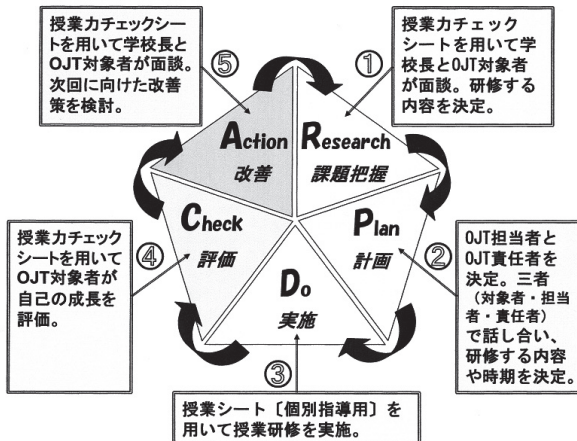 授業力チェックシー
トを用いて学校長と
OJT対象者が面談。
次回に向けた改善
策を検討。
⑤
①
授業力チェック
シートを用いて学
校長とOJT対象者
が面談。研修する
内容を決定。
Action
改善
Research
課題把握
Check
評価
Plan
計画
Do
実施
授業力チェック
シートを用いて
OJT対象者が
自己の成長を
評価。
④
②
OJT担当者と
OJT責任者を
決定。三者
(対象者・担当
者・責任者)
で話し合い、
研修する内容
や時期を決定。
③
授業シート〔個別指導用〕を
用いて授業研修を実施。